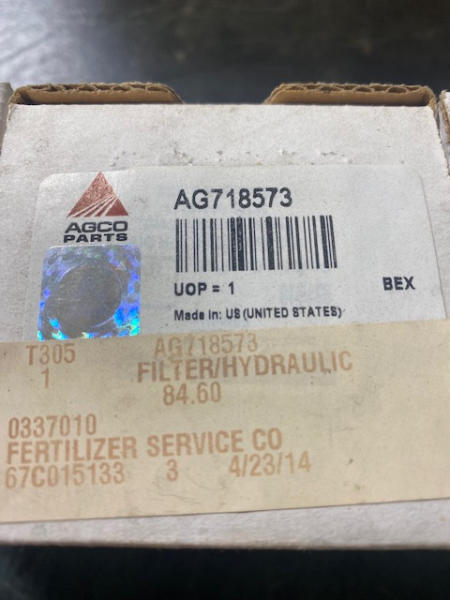 AGCO
PARTS
AG718573
UOP = 1
BEX
Made in: US (UNITED STATES)
T305 AG718573
1 FILTER/HYDRAULIC
84.60
0337010
FERTILIZER SERVICE CO
67C015133 3 4/23/14